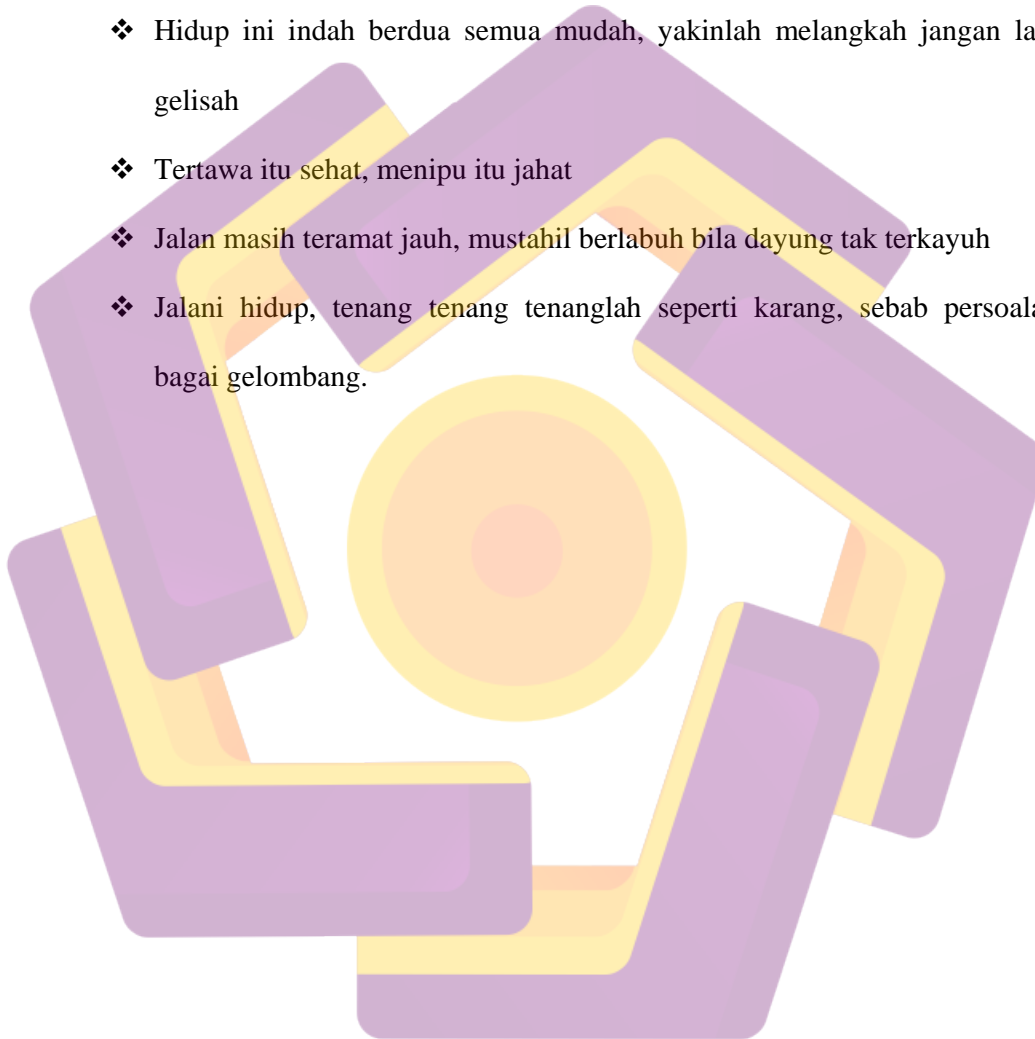 ❖ Hidup ini indah berdua semua mudah, yakinlah melangkah jangan la
gelisah
❖ Tertawa itu sehat, menipu itu jahat
❖ Jalan masih teramat jauh, mustahil berlabuh bila dayung tak terkayuh
❖ Jalani hidup, tenang tenang tenanglah seperti karang, sebab persoala
bagai gelombang.